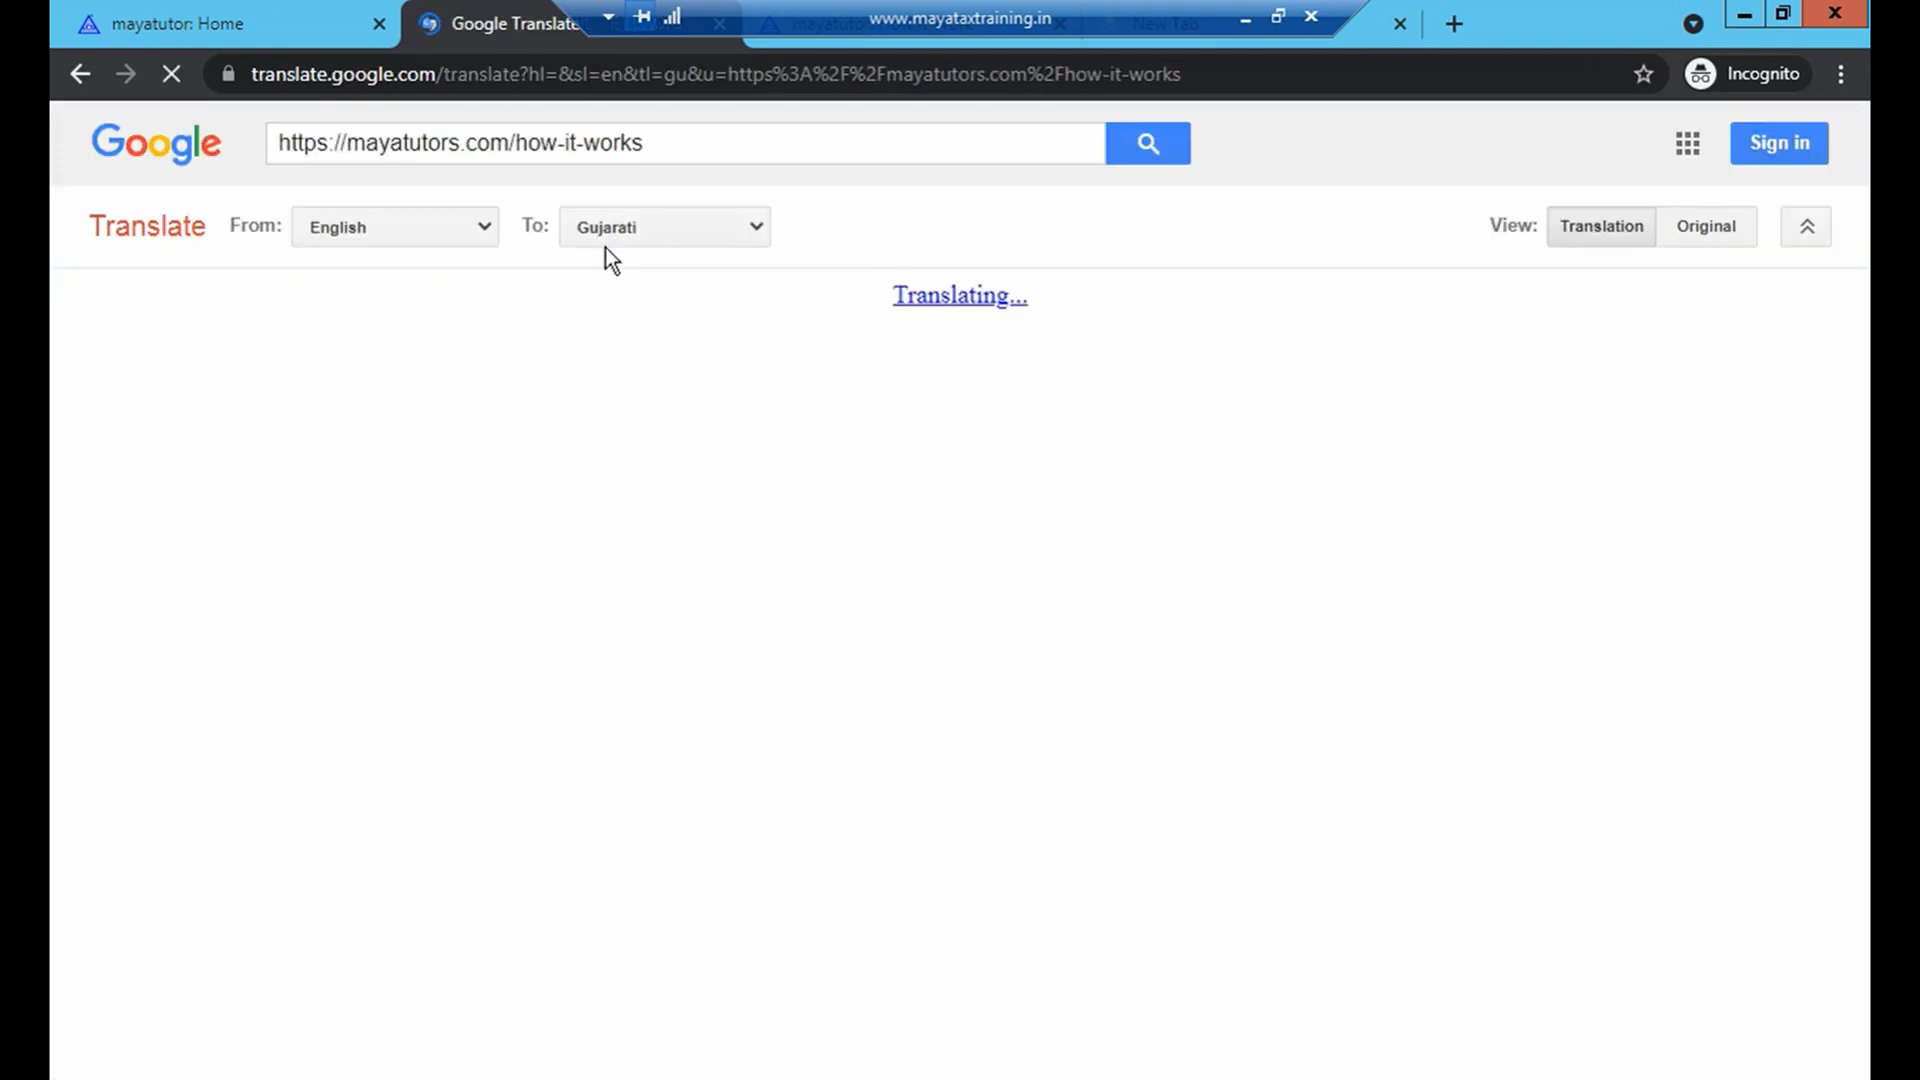 mayatutor: Home
Google Translate
www.mayataxtraining.in
New Tab
translate.google.com/translate?hl=&sl=en&tl=gu&u=https%3A%2F%2Fmayatutors.com%2Fhow-it-works
Incognito
Google
https://mayatutors.com/how-it-works
Sign in
Translate From: English To: Gujarati View: Translation Original
Translating...